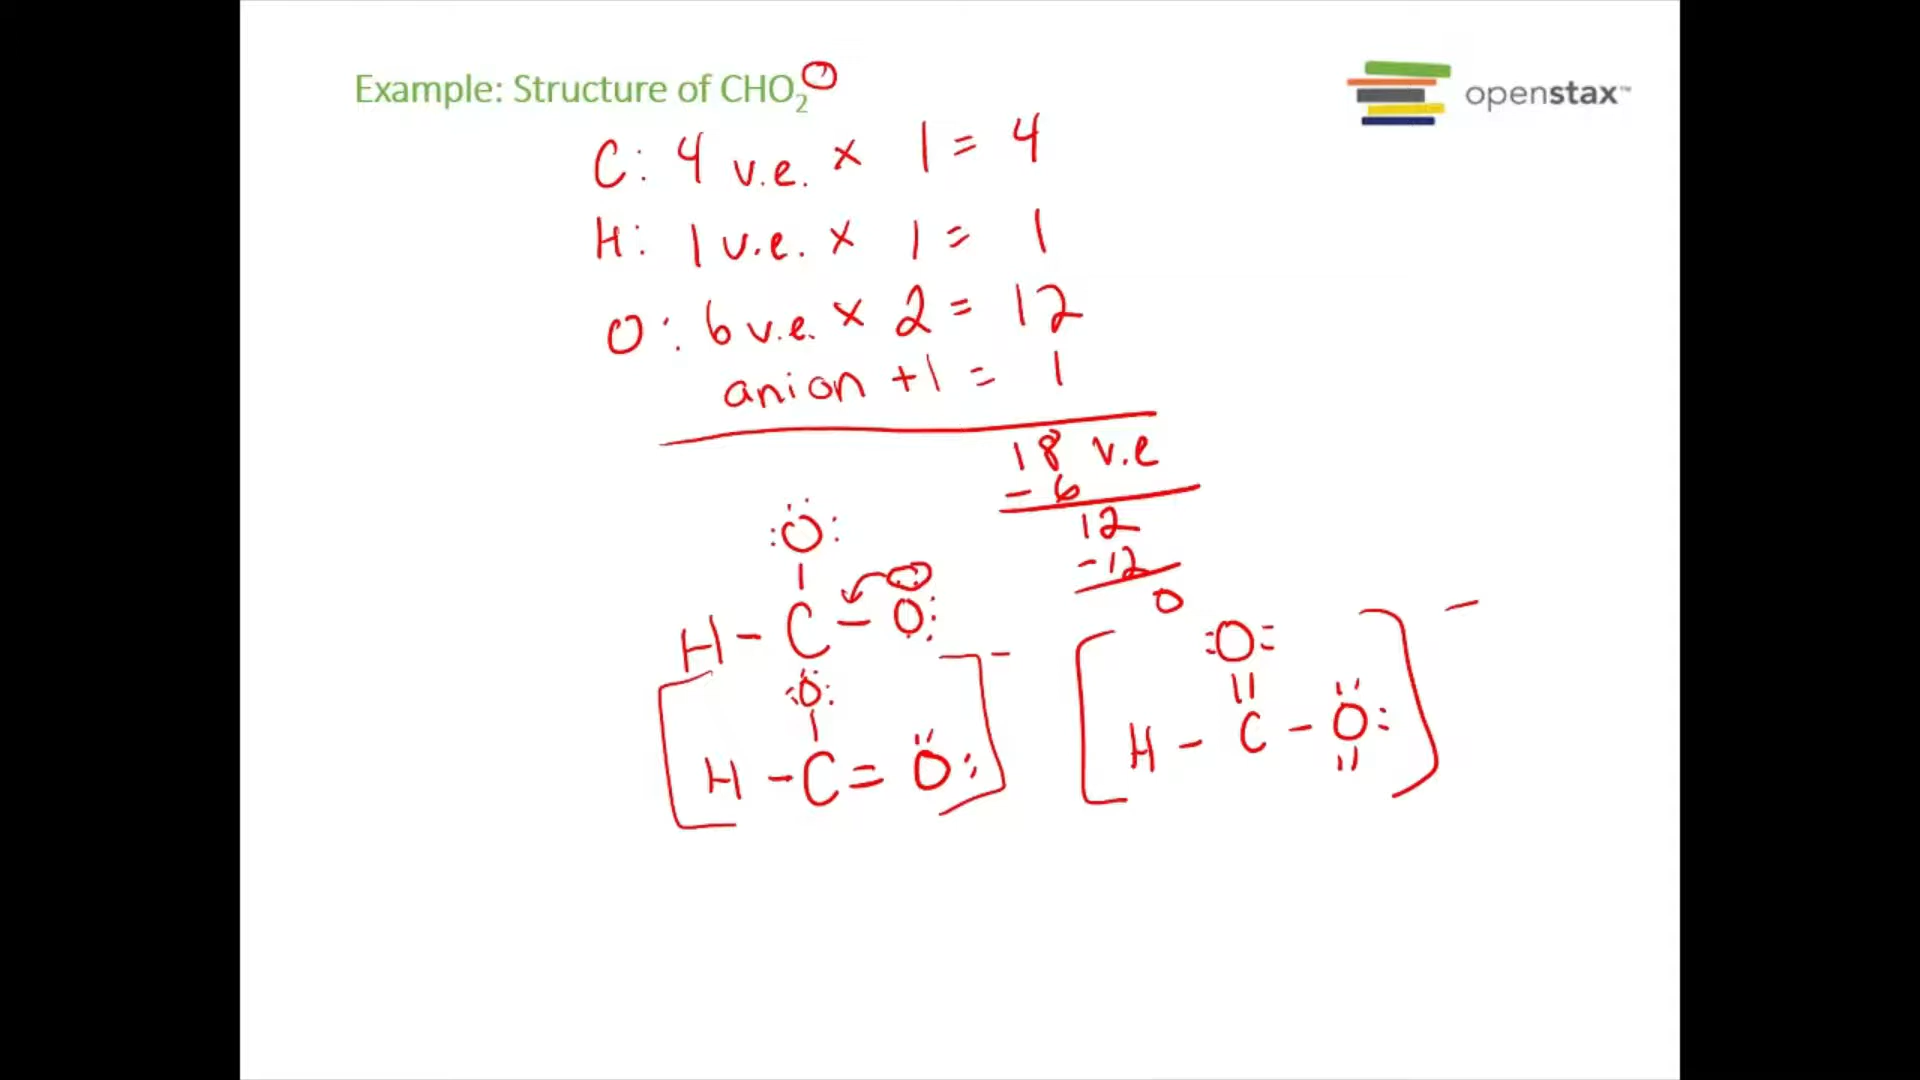 Example: Structure of CHO₂⁻
openstax™
C: 4 v.e. x 1 = 4
H: 1 v.e. x 1 = 1
O: 6 v.e. x 2 = 12
anion +1 = 1
18 v.e
- 6
12
-12
0
O
H - C - O
O
H - C = O
-
O
H - C - O
-